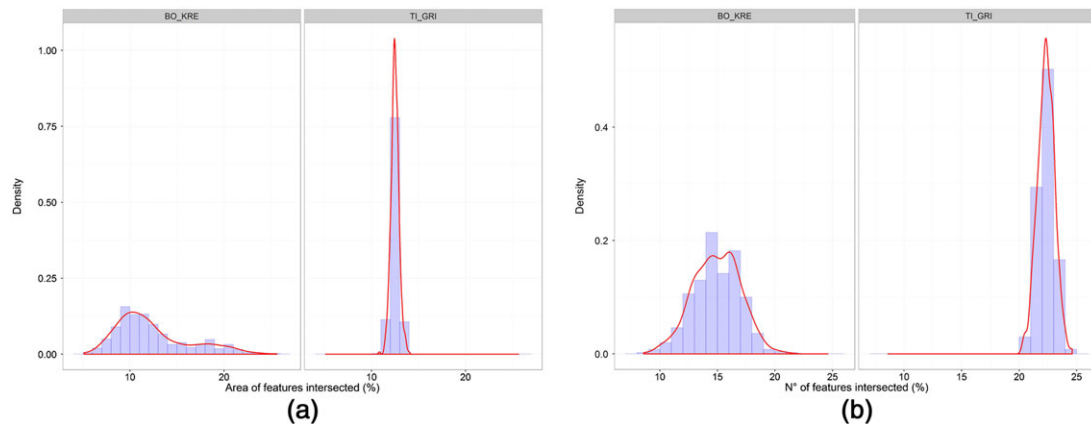 BO_KRE TI_GRI
1.00
0.75
0.50
0.25
0.00
Density
10 20 10 20
Area of features intersected (%)
(a)
BO_KRE TI_GRI
0.4
0.2
0.0
Density
10 15 20 25 10 15 20 25
N° of features intersected (%)
(b)